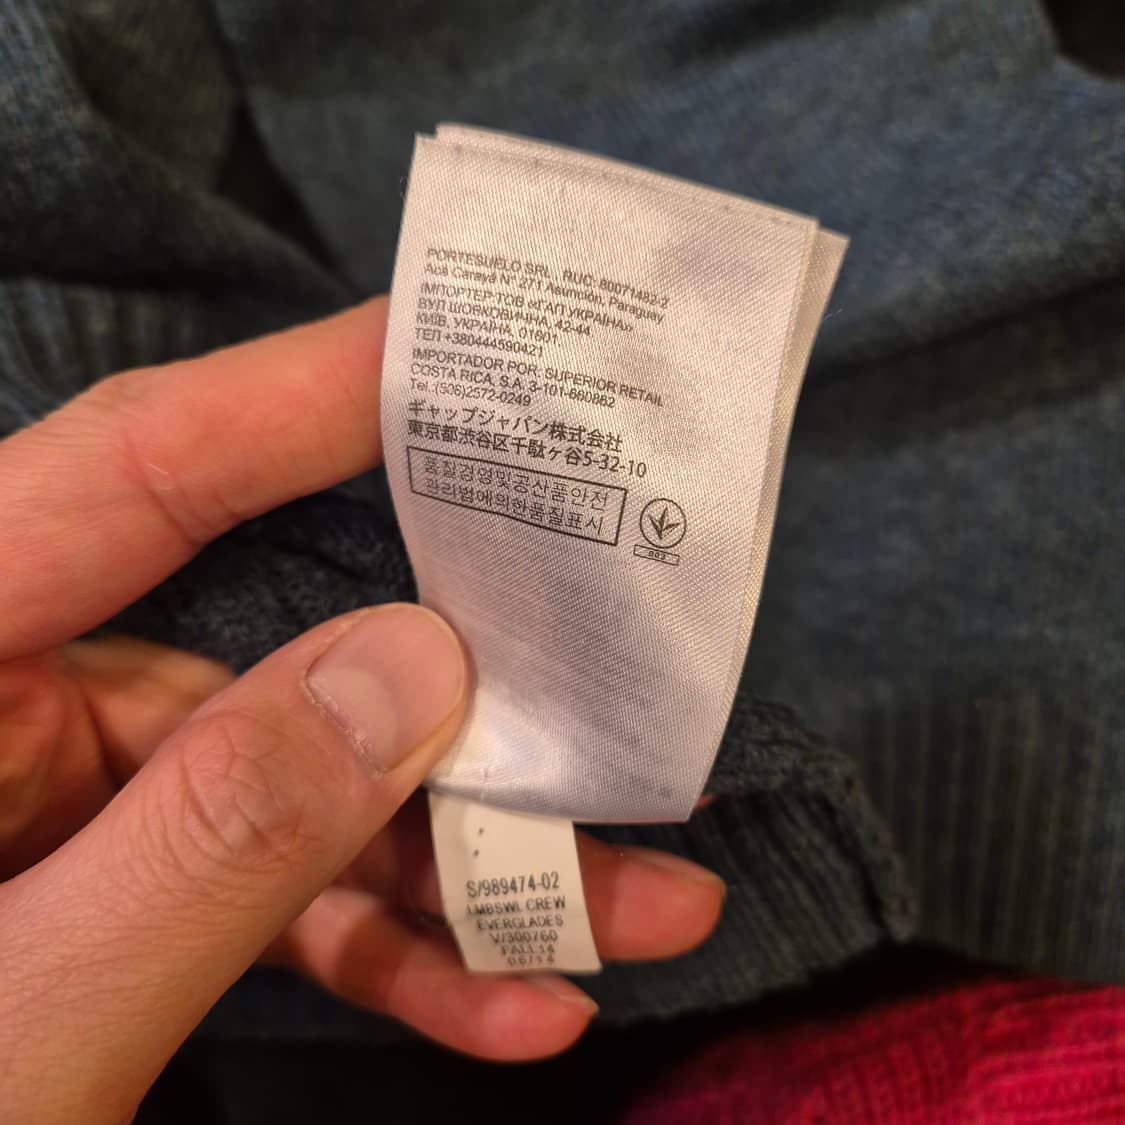 PORTESUELO SRL, RUC: 80071482-2
Acá Carayá N° 271 Asunción, Paraguay
ІМПОРТЕР-ТОВ «ГАП УКРАЇНА»
ВУЛ ШОВКОВИЧНА, 42-44
КИЇВ, УКРАЇНА, 01601
ТЕЛ +380444590421
IMPORTADOR POR: SUPERIOR RETAIL
COSTA RICA, S.A. 3-101-660862
Tel.:(506)2572-0249
ギャップジャパン株式会社
東京都渋谷区千駄ヶ谷5-32-10
품질경영및공산품안전
관리법에의한품질표시
003
S/989474-02
LMBSWL CREW
EVERGLADES
V/300760
FALL14
06/14